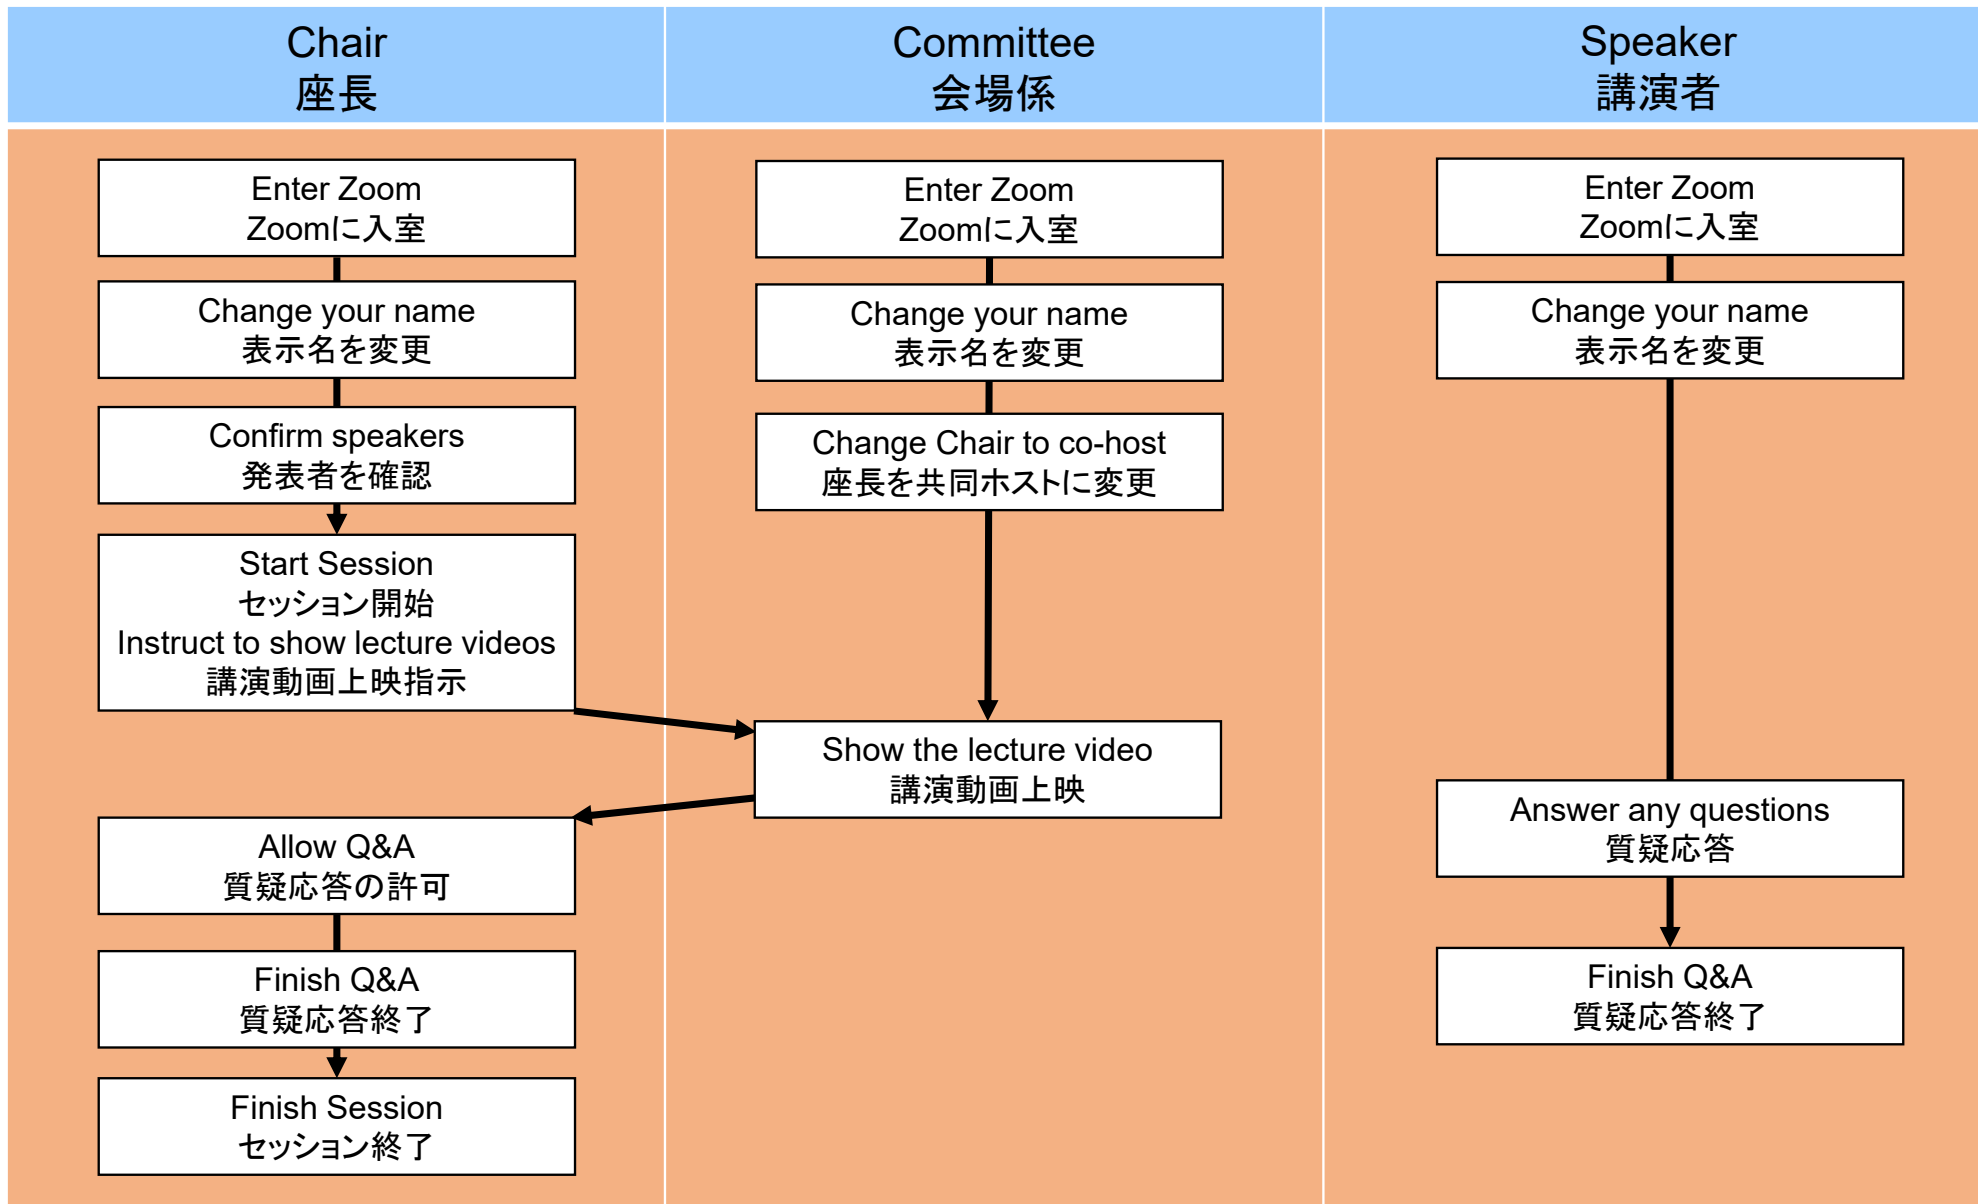 Chair
座長
Committee
会場係
Speaker
講演者
Enter Zoom
Zoomに入室
Change your name
表示名を変更
Confirm speakers
発表者を確認
Start Session
セッション開始
Instruct to show lecture videos
講演動画上映指示
Allow Q&A
質疑応答の許可
Finish Q&A
質疑応答終了
Finish Session
セッション終了
Enter Zoom
Zoomに入室
Change your name
表示名を変更
Change Chair to co-host
座長を共同ホストに変更
Show the lecture video
講演動画上映
Enter Zoom
Zoomに入室
Change your name
表示名を変更
Answer any questions
質疑応答
Finish Q&A
質疑応答終了